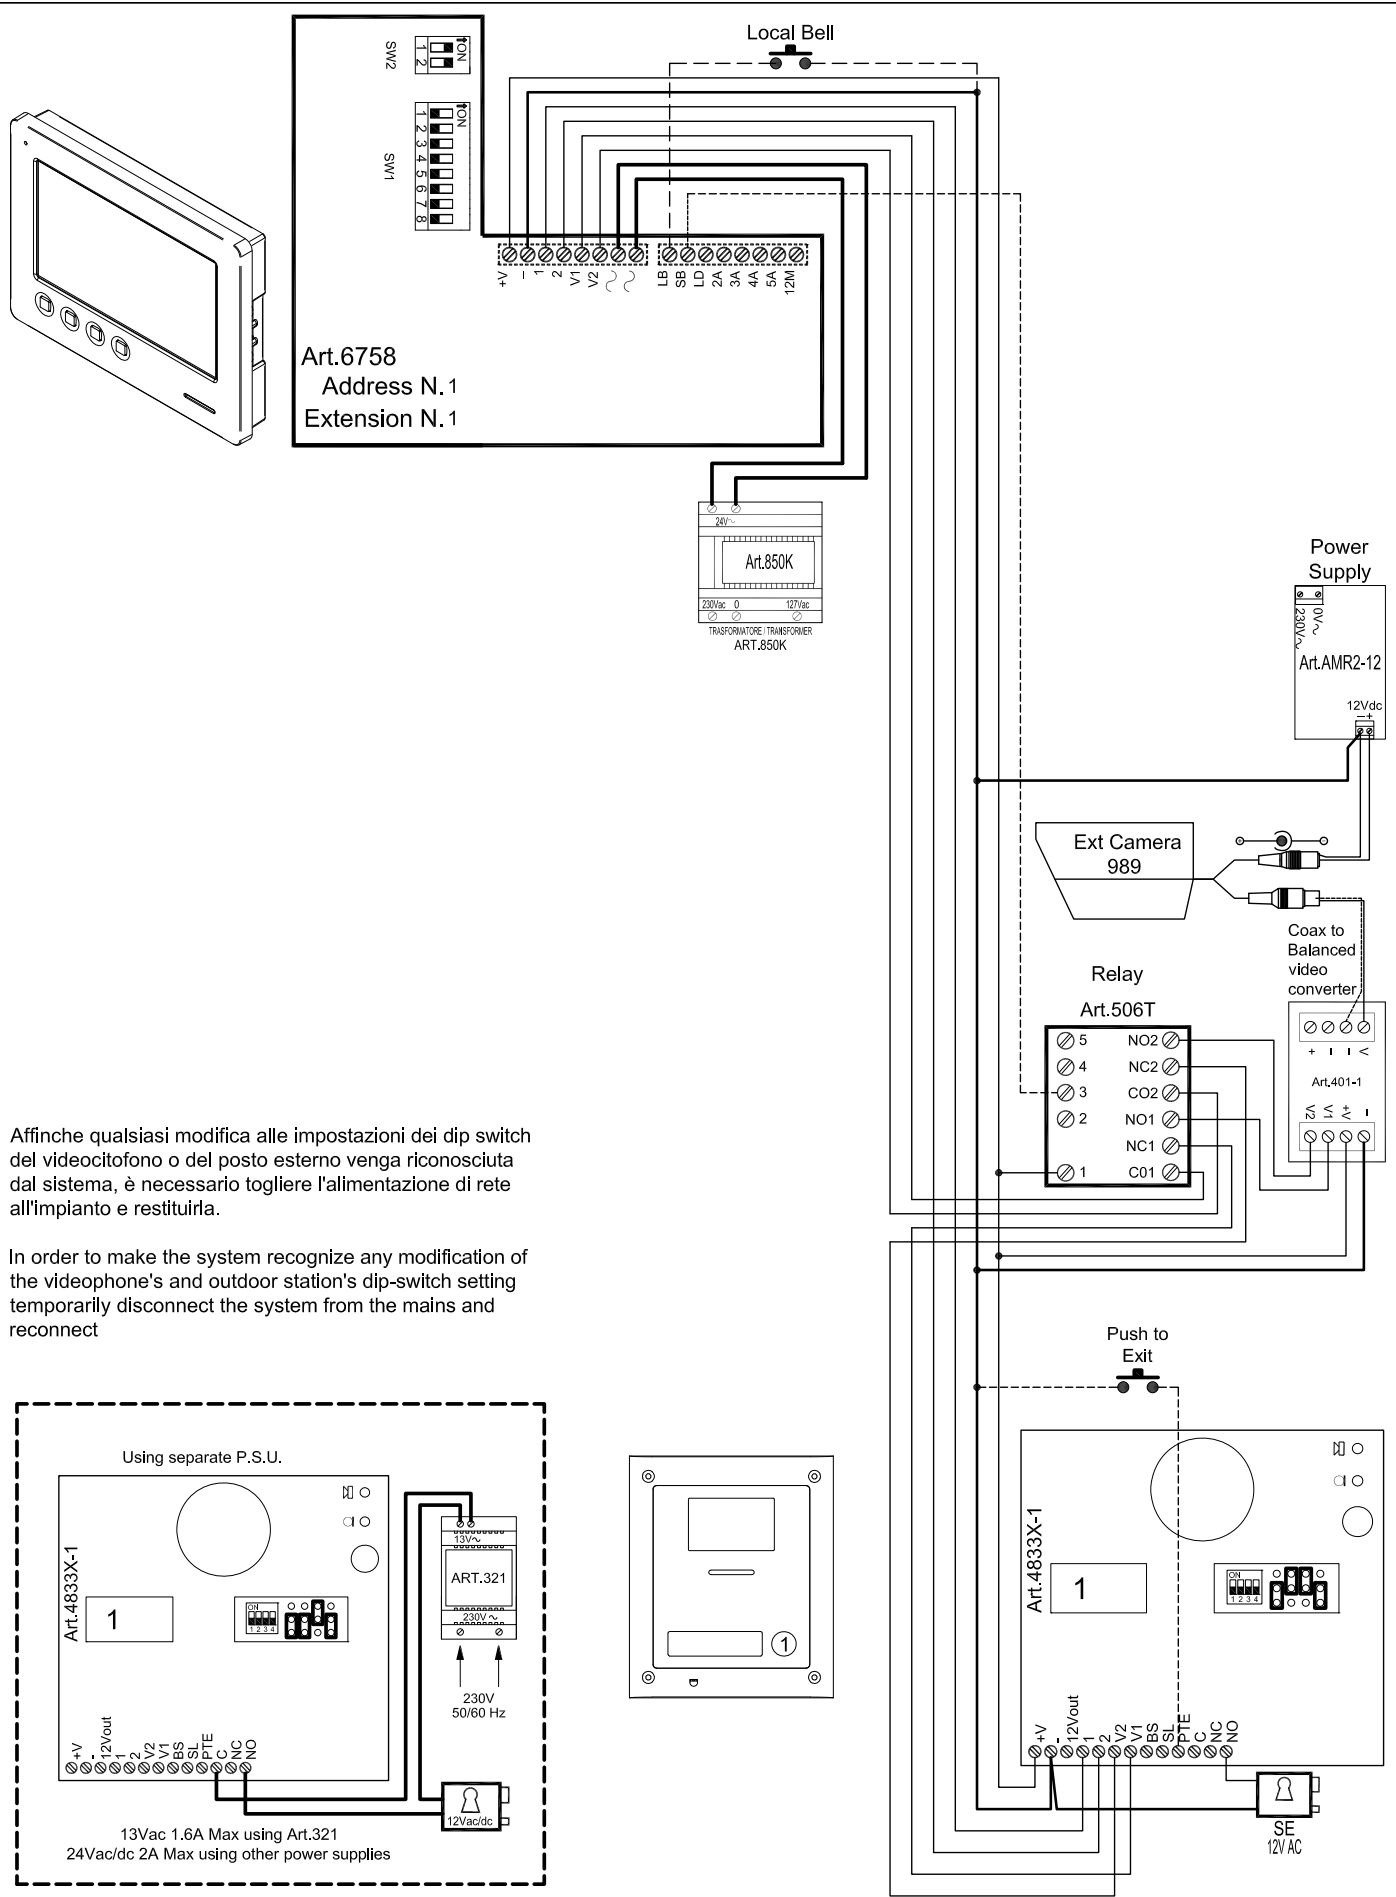 Local Bell
SW2
1 2
ON
SW1
1 2 3 4 5 6 7 8
ON
+V - 1 2 V1 V2 ~ ~
LB SB LD 2A 3A 4A 5A 12M
Art.6758
Address N.1
Extension N.1
24V~
Art.850K
230Vac 0 127Vac
TRASFORMATORE / TRANSFORMER
ART.850K
Power
Supply
230V~
0V~
Art.AMR2-12
12Vdc
- +
Ext Camera
989
Coax to
Balanced
video
converter
Relay
Art.506T
5 NO2
4 NC2
3 CO2
2 NO1
NC1
1 C01
+ - - V
Art.401-1
V2 V1 +V -
Affinche qualsiasi modifica alle impostazioni dei dip switch
del videocitofono o del posto esterno venga riconosciuta
dal sistema, è necessario togliere l'alimentazione di rete
all'impianto e restituirla.
In order to make the system recognize any modification of
the videophone's and outdoor station's dip-switch setting
temporarily disconnect the system from the mains and
reconnect
Push to
Exit
Using separate P.S.U.
Art.4833X-1
1
ON
1 2 3 4
+V - 12Vout 1 2 V2 V1 BS SL PTE C NC NO
13V~
ART.321
230V~
230V
50/60 Hz
12Vac/dc
13Vac 1.6A Max using Art.321
24Vac/dc 2A Max using other power supplies
1
Art.4833X-1
1
ON
1 2 3 4
+V - 12Vout 1 2 V2 V1 BS SL PTE C NC NO
SE
12V AC